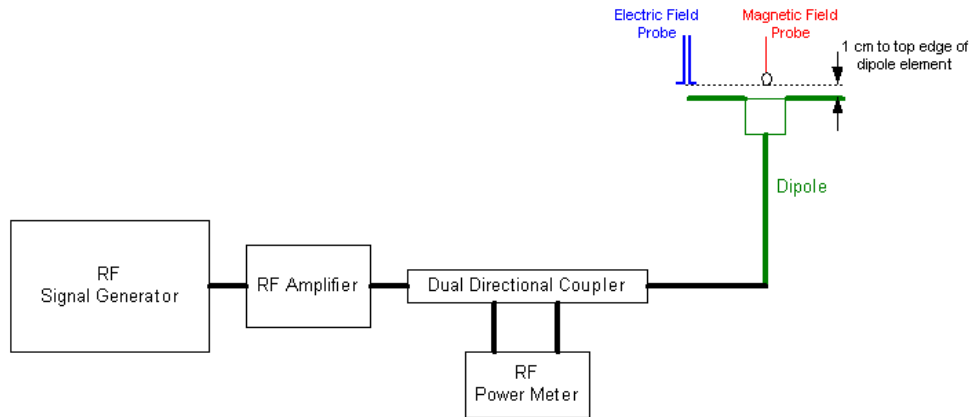 Electric Field
Probe
Magnetic Field
Probe
1 cm to top edge of
dipole element
Dipole
RF
Signal Generator
RF Amplifier
Dual Directional Coupler
RF
Power Meter